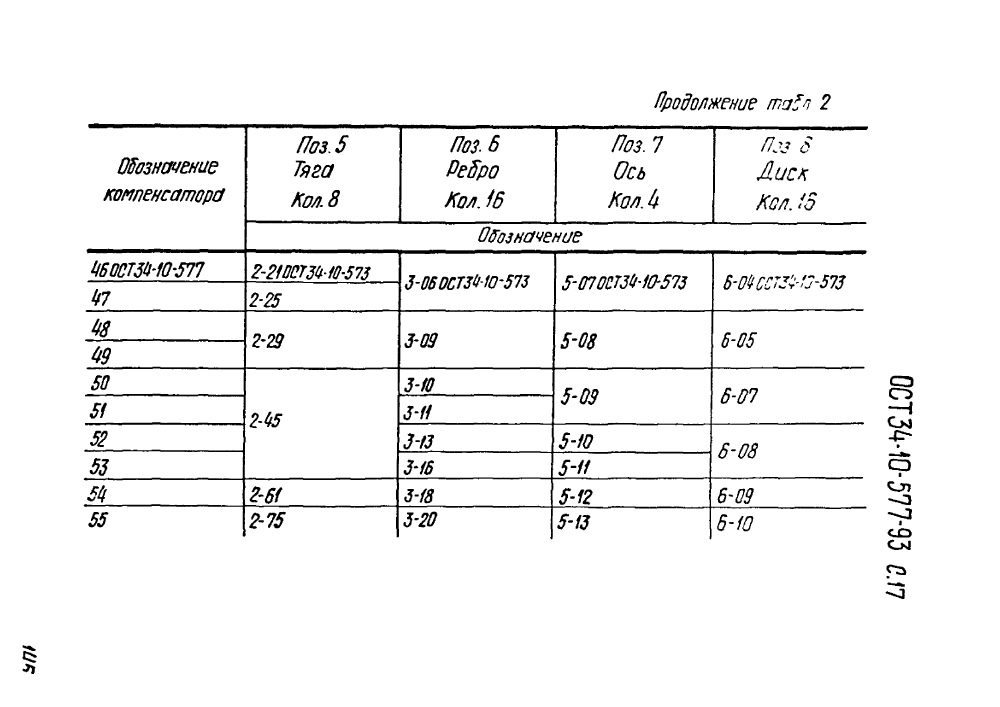 Продолжение табл 2
Обозначение компенсатора
Поз. 5 Тяга Кол. 8
Поз. 6 Ребро Кол. 16
Поз. 7 Ось Кол. 4
Поз 8 Диск Кол. 16
Обозначение
46 ОСТ34-10-577 2-21 ОСТ34-10-573 3-06 ОСТ34-10-573 5-07 ОСТ34-10-573 6-04 ОСТ34-10-573
47 2-25
48 2-29 3-09 5-08 6-05
49
50 2-45 3-10 5-09 6-07
51 3-11
52 3-13 5-10 6-08
53 3-16 5-11
54 2-61 3-18 5-12 6-09
55 2-75 3-20 5-13 6-10
ОСТ34-10-577-93 С.17